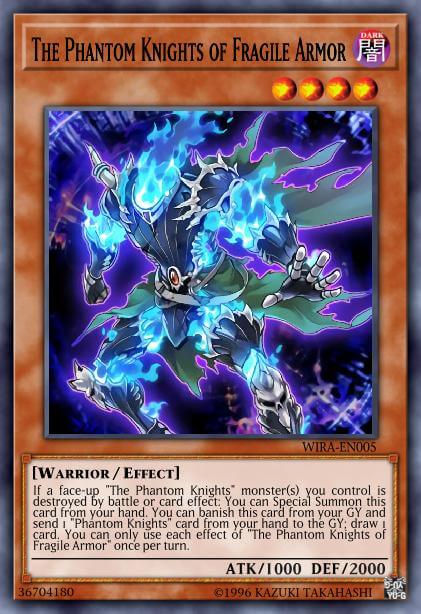 The Phantom Knights of Fragile Armor
DARK
闇
WIRA-EN005
[Warrior / Effect]
If a face-up "The Phantom Knights" monster(s) you control is
destroyed by battle or card effect: You can Special Summon this
card from your hand. You can banish this card from your GY and
send 1 "Phantom Knights" card from your hand to the GY; draw 1
card. You can only use each effect of "The Phantom Knights of
Fragile Armor" once per turn.
ATK/1000 DEF/2000
36704180
©1996 KAZUKI TAKAHASHI